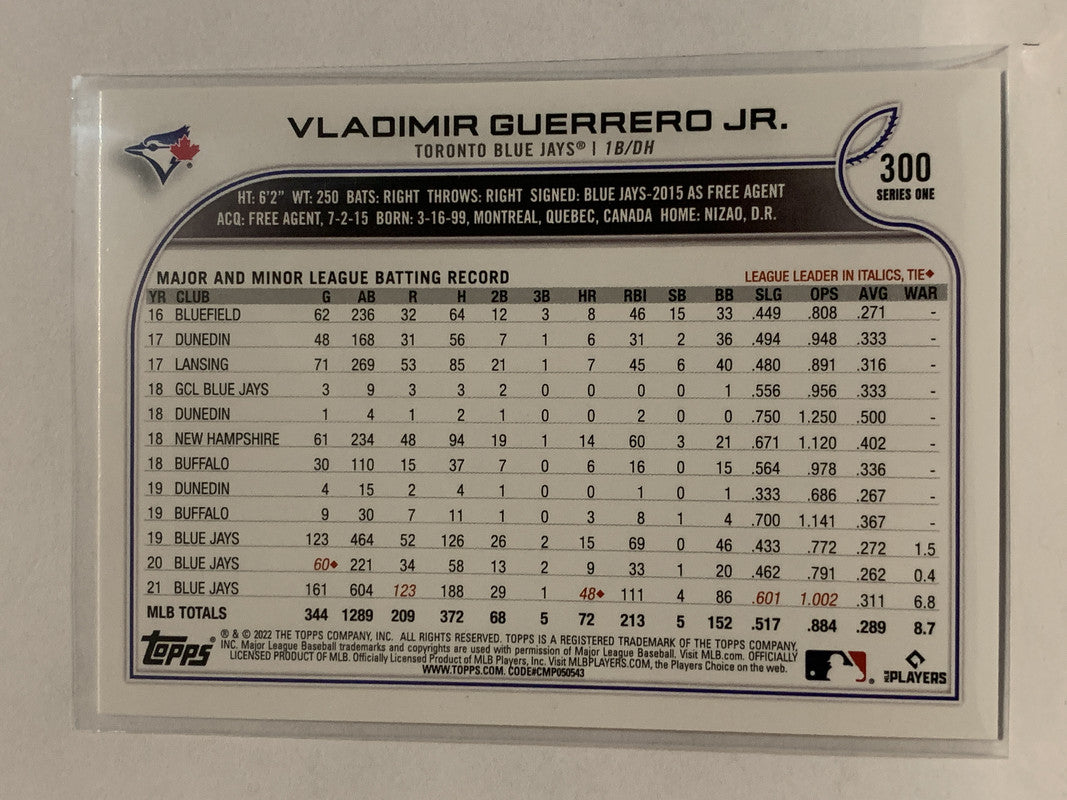 VLADIMIR GUERRERO JR.
TORONTO BLUE JAYS® | 1B/DH
300
SERIES ONE
HT: 6'2" WT: 250 BATS: RIGHT THROWS: RIGHT SIGNED: BLUE JAYS-2015 AS FREE AGENT
ACQ: FREE AGENT, 7-2-15 BORN: 3-16-99, MONTREAL, QUEBEC, CANADA HOME: NIZAO, D.R.
MAJOR AND MINOR LEAGUE BATTING RECORD LEAGUE LEADER IN ITALICS, TIE◆
YR CLUB G AB R H 2B 3B HR RBI SB BB SLG OPS AVG WAR
16 BLUEFIELD 62 236 32 64 12 3 8 46 15 33 .449 .808 .271 -
17 DUNEDIN 48 168 31 56 7 1 6 31 2 36 .494 .948 .333 -
17 LANSING 71 269 53 85 21 1 7 45 6 40 .480 .891 .316 -
18 GCL BLUE JAYS 3 9 3 3 2 0 0 0 0 1 .556 .956 .333 -
18 DUNEDIN 1 4 1 2 1 0 0 2 0 0 .750 1.250 .500 -
18 NEW HAMPSHIRE 61 234 48 94 19 1 14 60 3 21 .671 1.120 .402 -
18 BUFFALO 30 110 15 37 7 0 6 16 0 15 .564 .978 .336 -
19 DUNEDIN 4 15 2 4 1 0 0 1 0 1 .333 .686 .267 -
19 BUFFALO 9 30 7 11 1 0 3 8 1 4 .700 1.141 .367 -
19 BLUE JAYS 123 464 52 126 26 2 15 69 0 46 .433 .772 .272 1.5
20 BLUE JAYS 60◆ 221 34 58 13 2 9 33 1 20 .462 .791 .262 0.4
21 BLUE JAYS 161 604 123 188 29 1 48◆ 111 4 86 .601 1.002 .311 6.8
MLB TOTALS 344 1289 209 372 68 5 72 213 5 152 .517 .884 .289 8.7
Topps®
® & © 2022 THE TOPPS COMPANY, INC. ALL RIGHTS RESERVED. TOPPS IS A REGISTERED TRADEMARK OF THE TOPPS COMPANY,
INC. Major League Baseball trademarks and copyrights are used with permission of Major League Baseball. Visit MLB.com. OFFICIALLY
LICENSED PRODUCT OF MLB. Officially Licensed Product of MLB Players, Inc. Visit MLBPLAYERS.COM, the Players Choice on the web.
WWW.TOPPS.COM. CODE#CMP050543
MLB PLAYERS